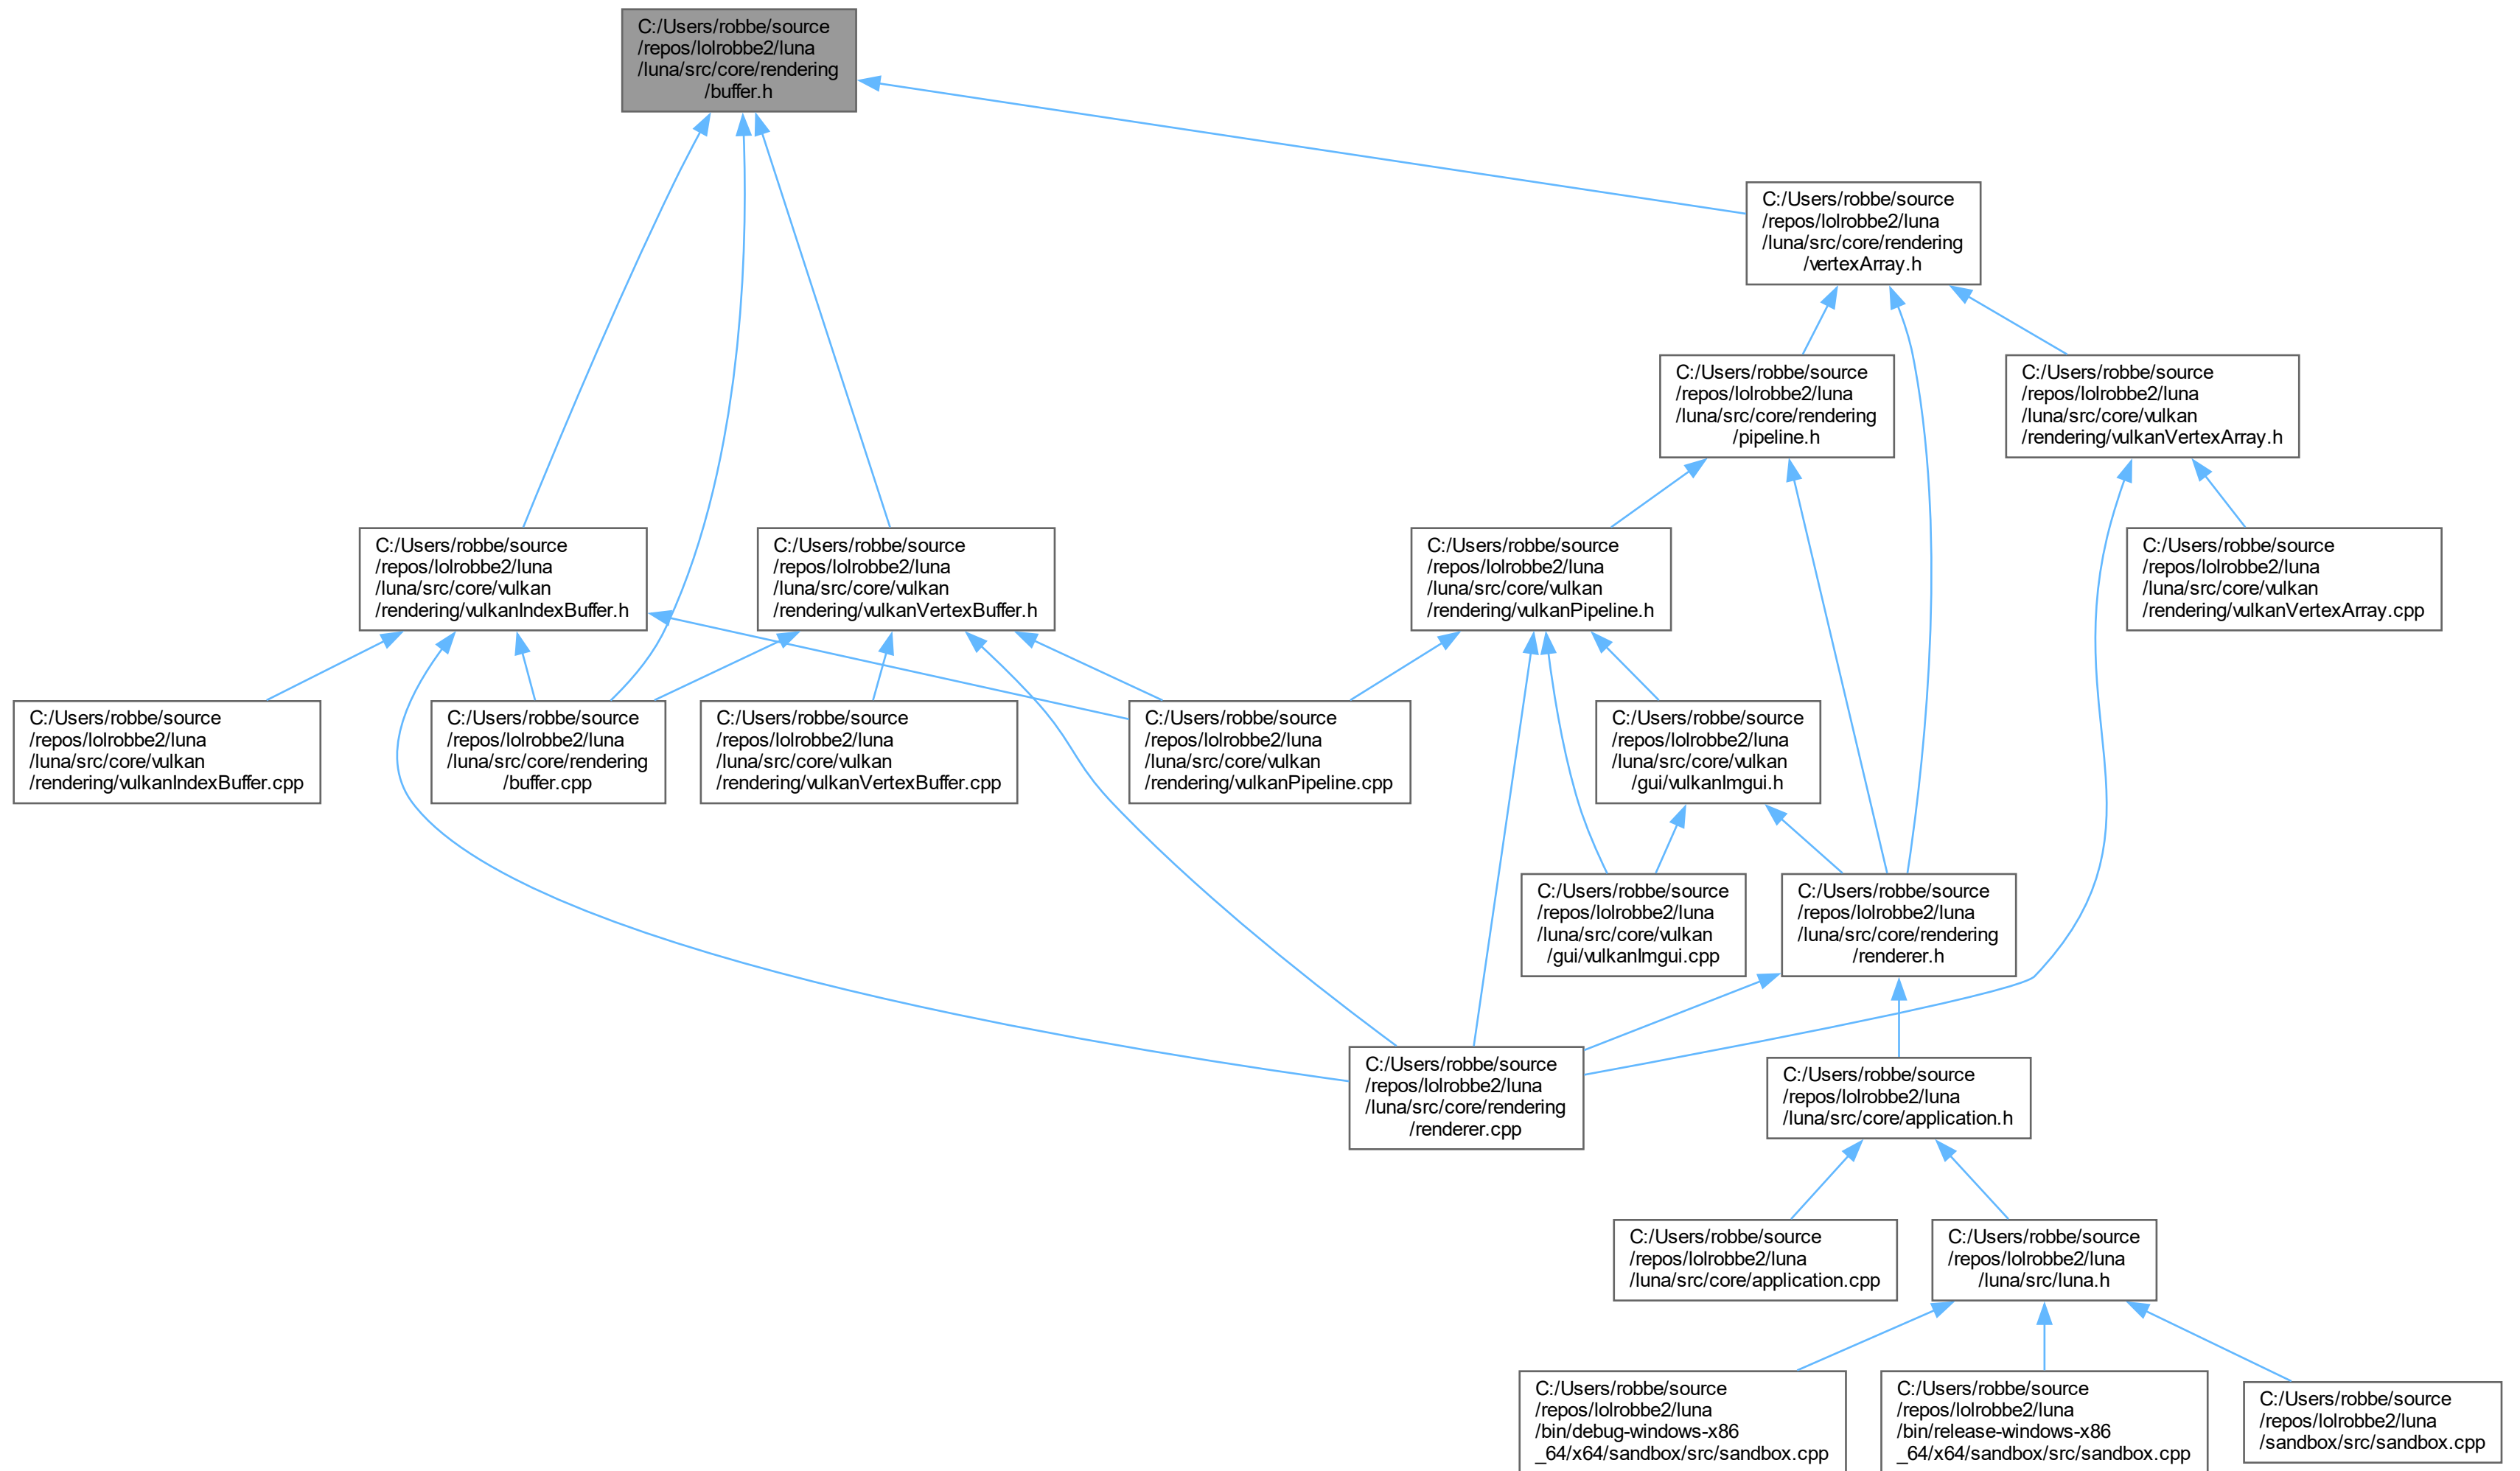 C:/Users/robbe/source
/repos/lolrobbe2/luna
/luna/src/core/rendering
/buffer.h
C:/Users/robbe/source
/repos/lolrobbe2/luna
/luna/src/core/rendering
/vertexArray.h
C:/Users/robbe/source
/repos/lolrobbe2/luna
/luna/src/core/rendering
/pipeline.h
C:/Users/robbe/source
/repos/lolrobbe2/luna
/luna/src/core/vulkan
/rendering/vulkanVertexArray.h
C:/Users/robbe/source
/repos/lolrobbe2/luna
/luna/src/core/vulkan
/rendering/vulkanIndexBuffer.h
C:/Users/robbe/source
/repos/lolrobbe2/luna
/luna/src/core/vulkan
/rendering/vulkanVertexBuffer.h
C:/Users/robbe/source
/repos/lolrobbe2/luna
/luna/src/core/vulkan
/rendering/vulkanPipeline.h
C:/Users/robbe/source
/repos/lolrobbe2/luna
/luna/src/core/vulkan
/rendering/vulkanVertexArray.cpp
C:/Users/robbe/source
/repos/lolrobbe2/luna
/luna/src/core/vulkan
/rendering/vulkanIndexBuffer.cpp
C:/Users/robbe/source
/repos/lolrobbe2/luna
/luna/src/core/rendering
/buffer.cpp
C:/Users/robbe/source
/repos/lolrobbe2/luna
/luna/src/core/vulkan
/rendering/vulkanVertexBuffer.cpp
C:/Users/robbe/source
/repos/lolrobbe2/luna
/luna/src/core/vulkan
/rendering/vulkanPipeline.cpp
C:/Users/robbe/source
/repos/lolrobbe2/luna
/luna/src/core/vulkan
/gui/vulkanImgui.h
C:/Users/robbe/source
/repos/lolrobbe2/luna
/luna/src/core/vulkan
/gui/vulkanImgui.cpp
C:/Users/robbe/source
/repos/lolrobbe2/luna
/luna/src/core/rendering
/renderer.h
C:/Users/robbe/source
/repos/lolrobbe2/luna
/luna/src/core/rendering
/renderer.cpp
C:/Users/robbe/source
/repos/lolrobbe2/luna
/luna/src/core/application.h
C:/Users/robbe/source
/repos/lolrobbe2/luna
/luna/src/core/application.cpp
C:/Users/robbe/source
/repos/lolrobbe2/luna
/luna/src/luna.h
C:/Users/robbe/source
/repos/lolrobbe2/luna
/bin/debug-windows-x86
_64/x64/sandbox/src/sandbox.cpp
C:/Users/robbe/source
/repos/lolrobbe2/luna
/bin/release-windows-x86
_64/x64/sandbox/src/sandbox.cpp
C:/Users/robbe/source
/repos/lolrobbe2/luna
/sandbox/src/sandbox.cpp